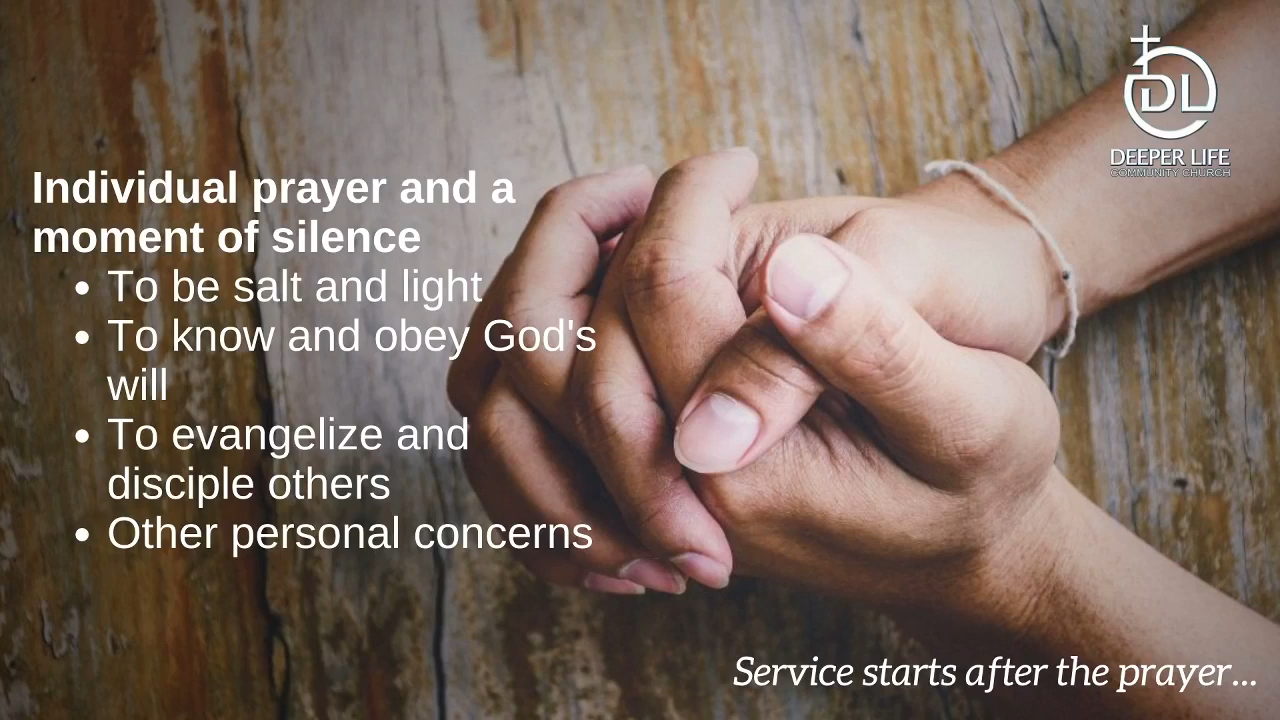 DL
DEEPER LIFE
COMMUNITY CHURCH
Individual prayer and a
moment of silence
• To be salt and light
• To know and obey God's
will
• To evangelize and
disciple others
• Other personal concerns
Service starts after the prayer...